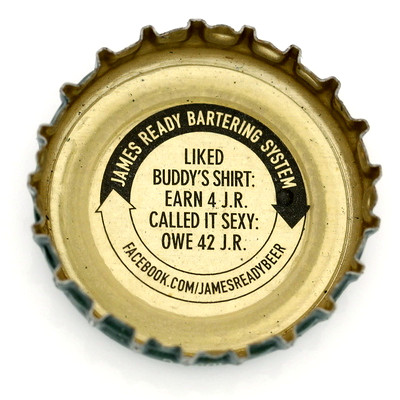 JAMES READY BARTERING SYSTEM
LIKED
BUDDY'S SHIRT:
EARN 4 J.R.
CALLED IT SEXY:
OWE 42 J.R.
FACEBOOK.COM/JAMESREADYBEER